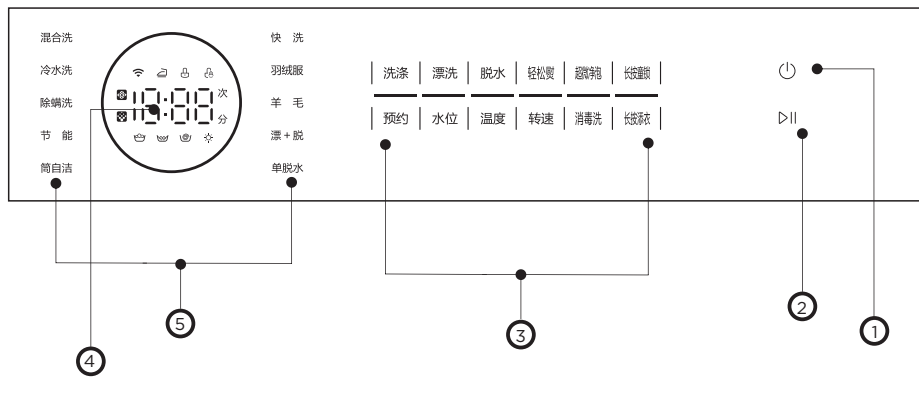 混合洗
冷水洗
除螨洗
节 能
筒自洁
18:88
次
分
快 洗
羽绒服
羊 毛
漂+脱
单脱水
洗涤 漂洗 脱水 轻松熨 超微净泡 长按童锁
预约 水位 温度 转速 消毒洗 长按添衣
1
2
3
4
5